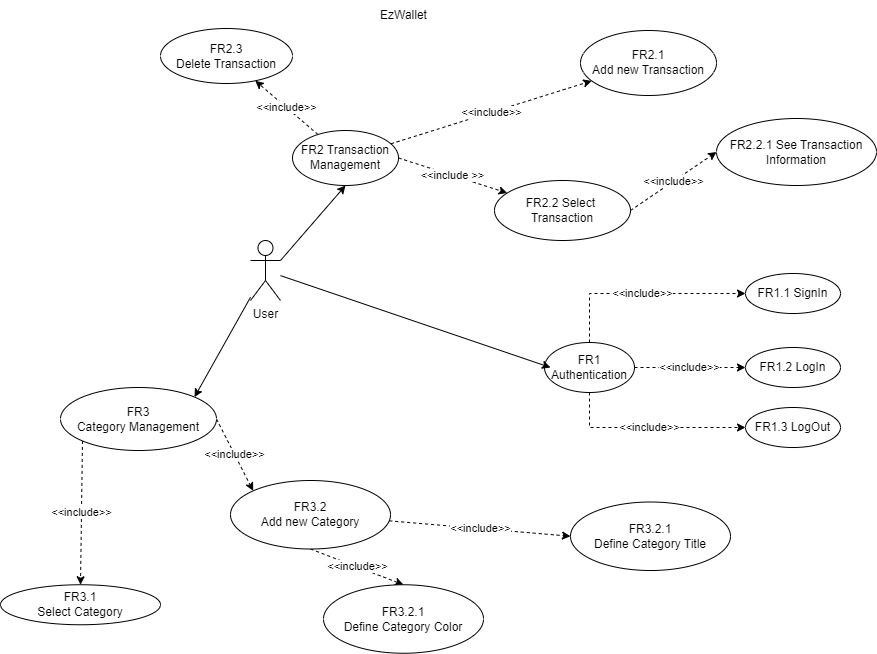 EzWallet
FR2.3
Delete Transaction
FR2.1
Add new Transaction
<<include>>
<<include>>
FR2 Transaction
Management
FR2.2.1 See Transaction
Information
<<include >>
<<include>>
FR2.2 Select
Transaction
User
<<include>>
FR1.1 SignIn
FR1
Authentication
<<include>>
FR1.2 LogIn
<<include>>
FR1.3 LogOut
FR3
Category Management
<<include>>
<<include>>
FR3.2
Add new Category
<<include>>
FR3.2.1
Define Category Title
<<include>>
FR3.1
Select Category
FR3.2.1
Define Category Color